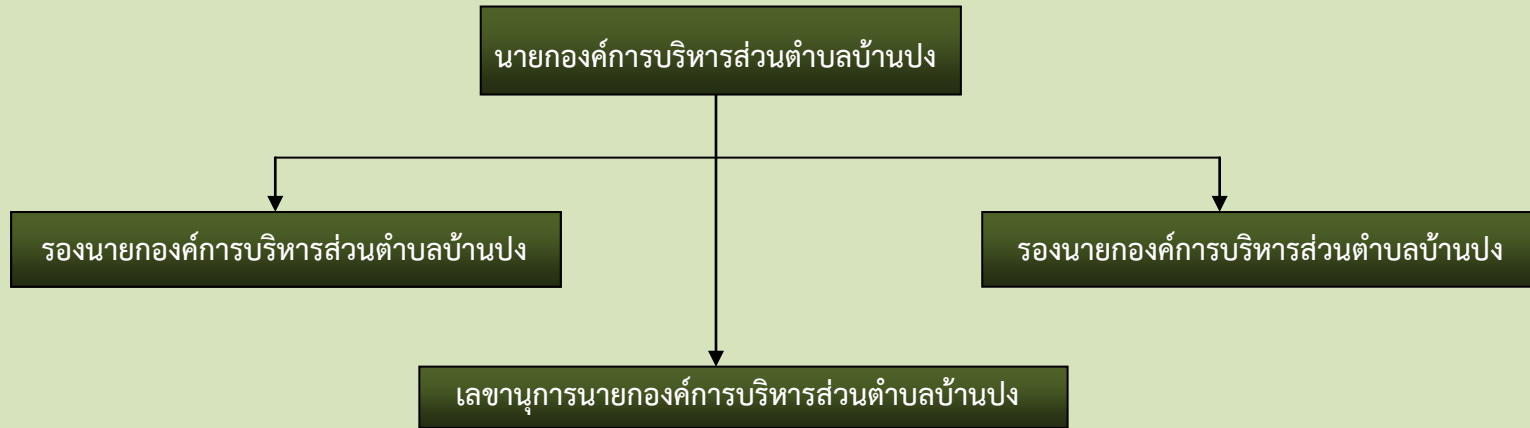 นายกองค์การบริหารส่วนตำบลบ้านปง
รองนายกองค์การบริหารส่วนตำบลบ้านปง
รองนายกองค์การบริหารส่วนตำบลบ้านปง
เลขานุการนายกองค์การบริหารส่วนตำบลบ้านปง